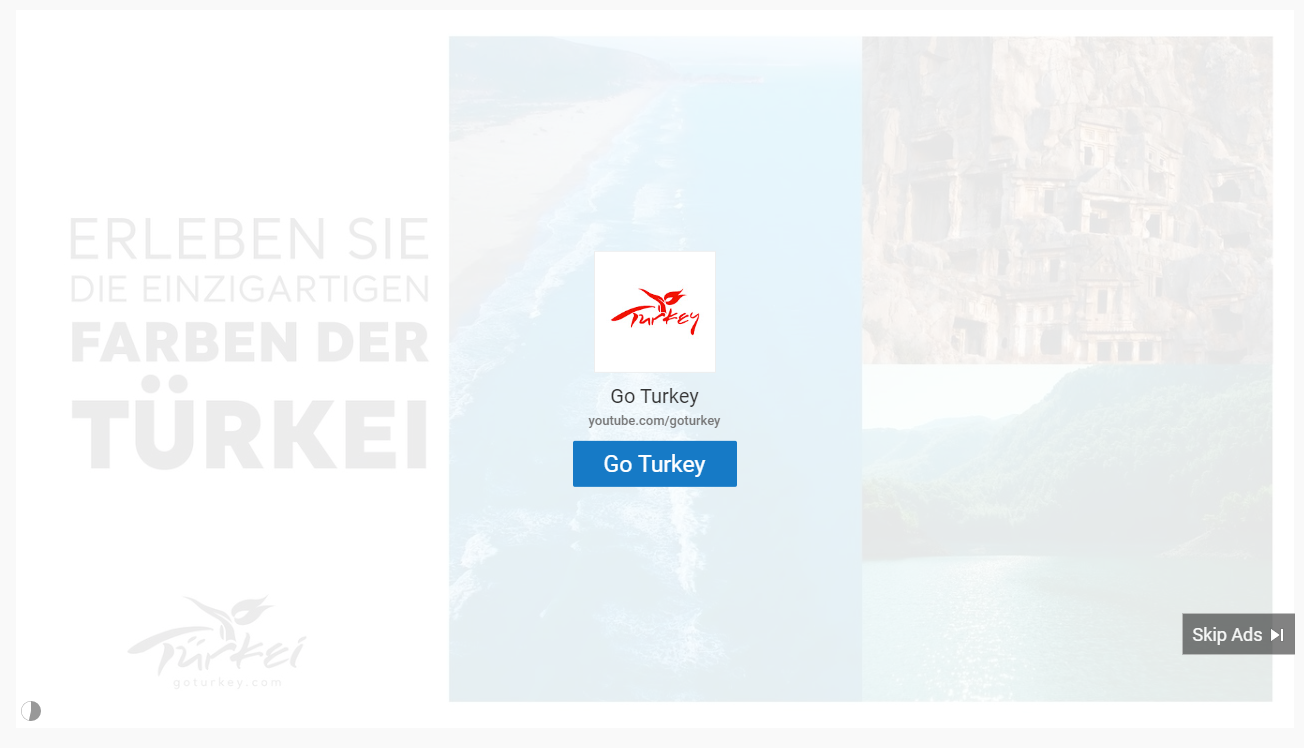 ERLEBEN SIE
DIE EINZIGARTIGEN
FARBEN DER
TÜRKEI
Türkei
goturkey.com
Turkey
Go Turkey
youtube.com/goturkey
Go Turkey
Skip Ads